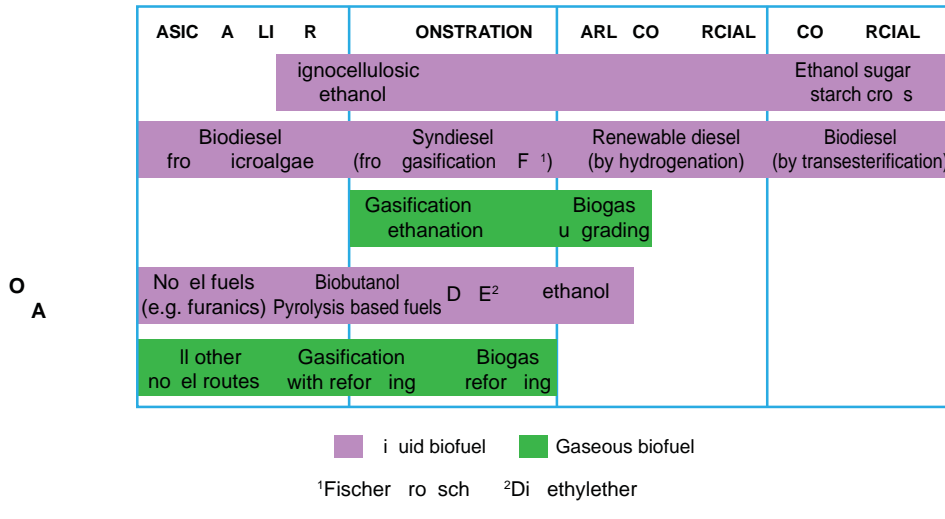 ASIC A LI R ONSTRATION ARL CO RCIAL CO RCIAL
ignocellulosic
ethanol
Ethanol sugar
starch cro s
Biodiesel
fro icroalgae
Syndiesel
(fro gasification F ¹)
Renewable diesel
(by hydrogenation)
Biodiesel
(by transesterification)
Gasification
ethanation
Biogas
u grading
O
A
No el fuels
(e.g. furanics)
Biobutanol
Pyrolysis based fuels
D E²
ethanol
ll other
no el routes
Gasification
with refor ing
Biogas
refor ing
i uid biofuel
Gaseous biofuel
¹Fischer ro sch ²Di ethylether